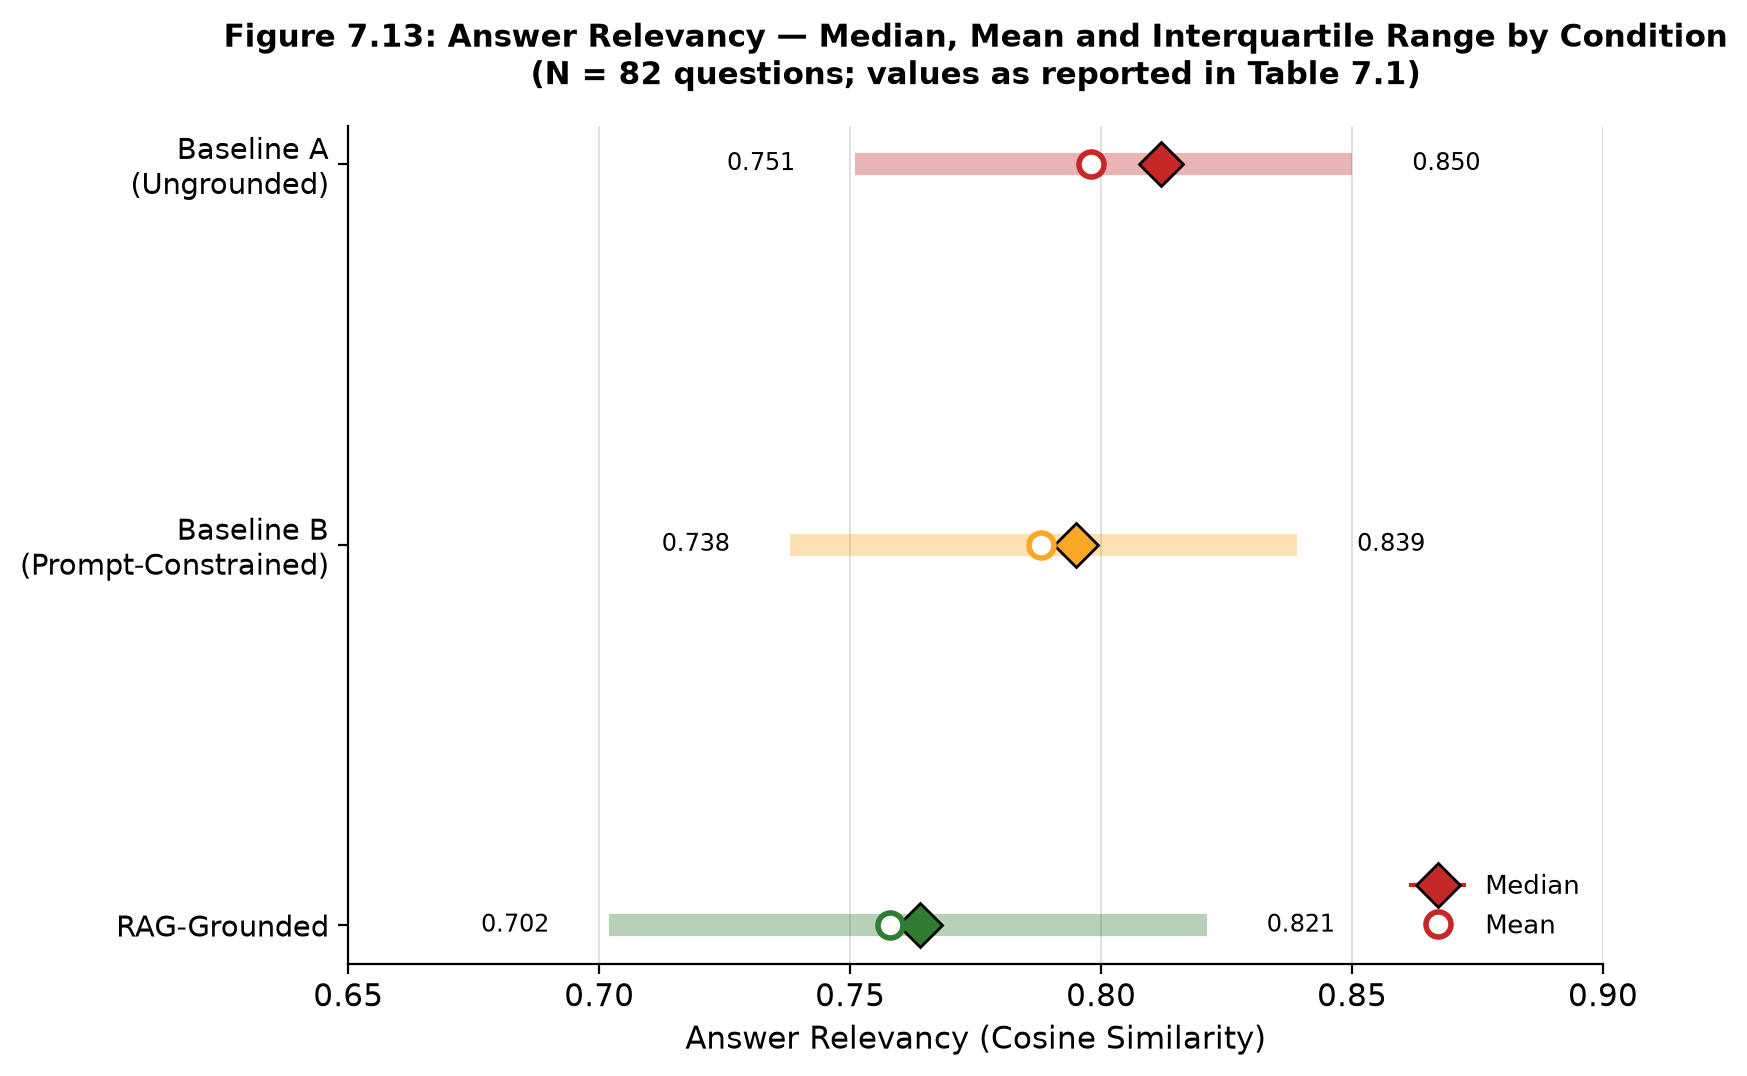 Figure 7.13: Answer Relevancy — Median, Mean and Interquartile Range by Condition
(N = 82 questions; values as reported in Table 7.1)
Baseline A
(Ungrounded)
0.751
0.850
Baseline B
(Prompt-Constrained)
0.738
0.839
RAG-Grounded
0.702
0.821
Median
Mean
0.65
0.70
0.75
0.80
0.85
0.90
Answer Relevancy (Cosine Similarity)